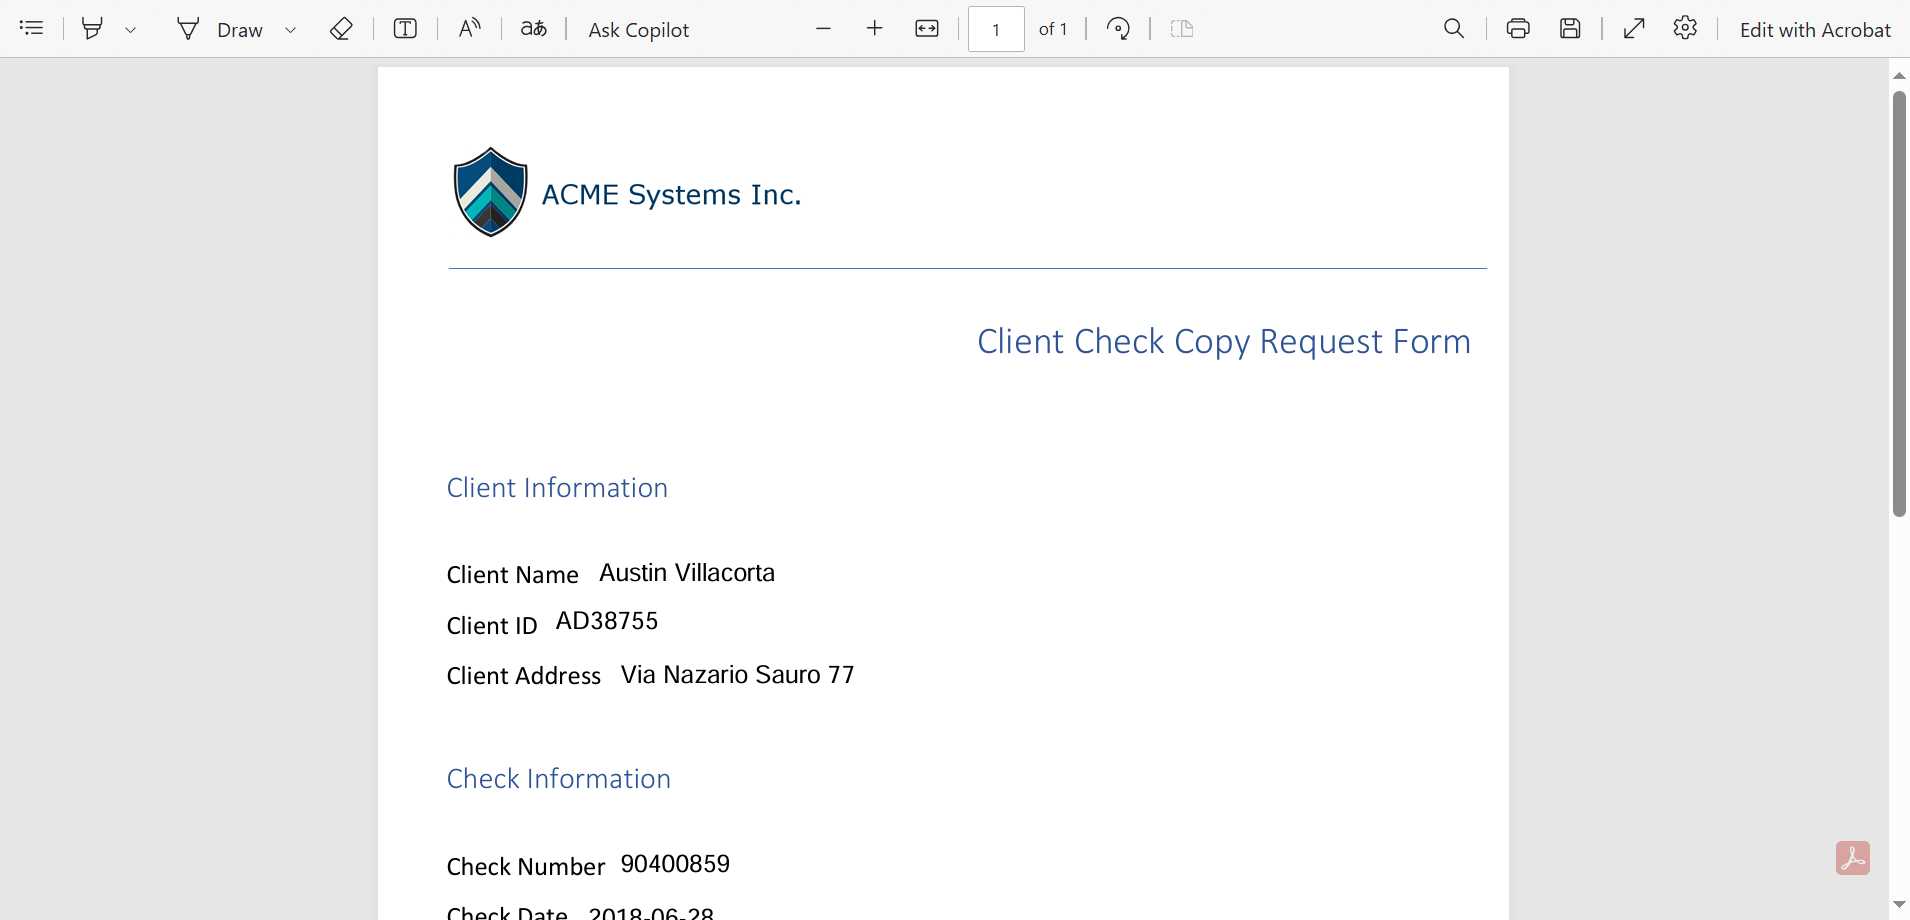 Draw
T
aあ
Ask Copilot
1
of 1
Edit with Acrobat
ACME Systems Inc.
Client Check Copy Request Form
Client Information
Client Name Austin Villacorta
Client ID AD38755
Client Address Via Nazario Sauro 77
Check Information
Check Number 90400859
Check Date 2018-06-28